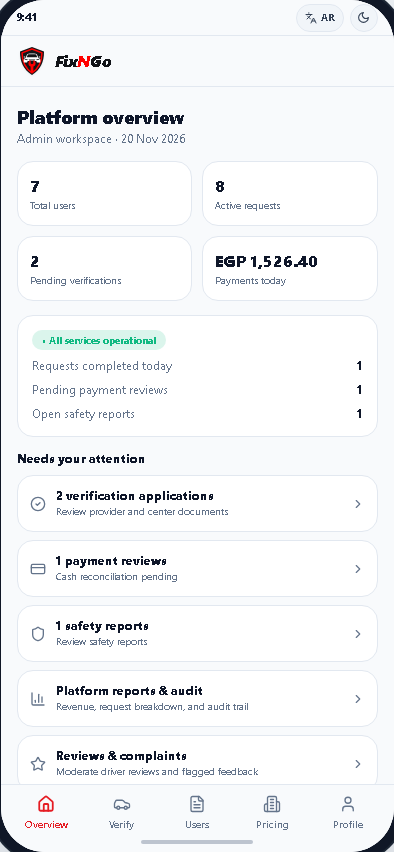 9:41
AR
FixNGo
Platform overview
Admin workspace · 20 Nov 2026
7
Total users
8
Active requests
2
Pending verifications
EGP 1,526.40
Payments today
• All services operational
Requests completed today 1
Pending payment reviews 1
Open safety reports 1
Needs your attention
2 verification applications
Review provider and center documents
1 payment reviews
Cash reconciliation pending
1 safety reports
Review safety reports
Platform reports & audit
Revenue, request breakdown, and audit trail
Reviews & complaints
Moderate driver reviews and flagged feedback
Overview Verify Users Pricing Profile